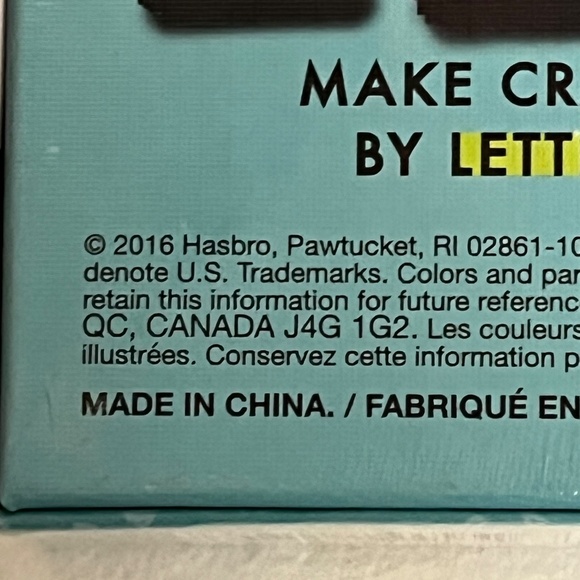 MAKE CR
BY LETT
© 2016 Hasbro, Pawtucket, RI 02861-10
denote U.S. Trademarks. Colors and par
retain this information for future referenc
QC, CANADA J4G 1G2. Les couleurs
illustrées. Conservez cette information p
MADE IN CHINA. / FABRIQUÉ EN